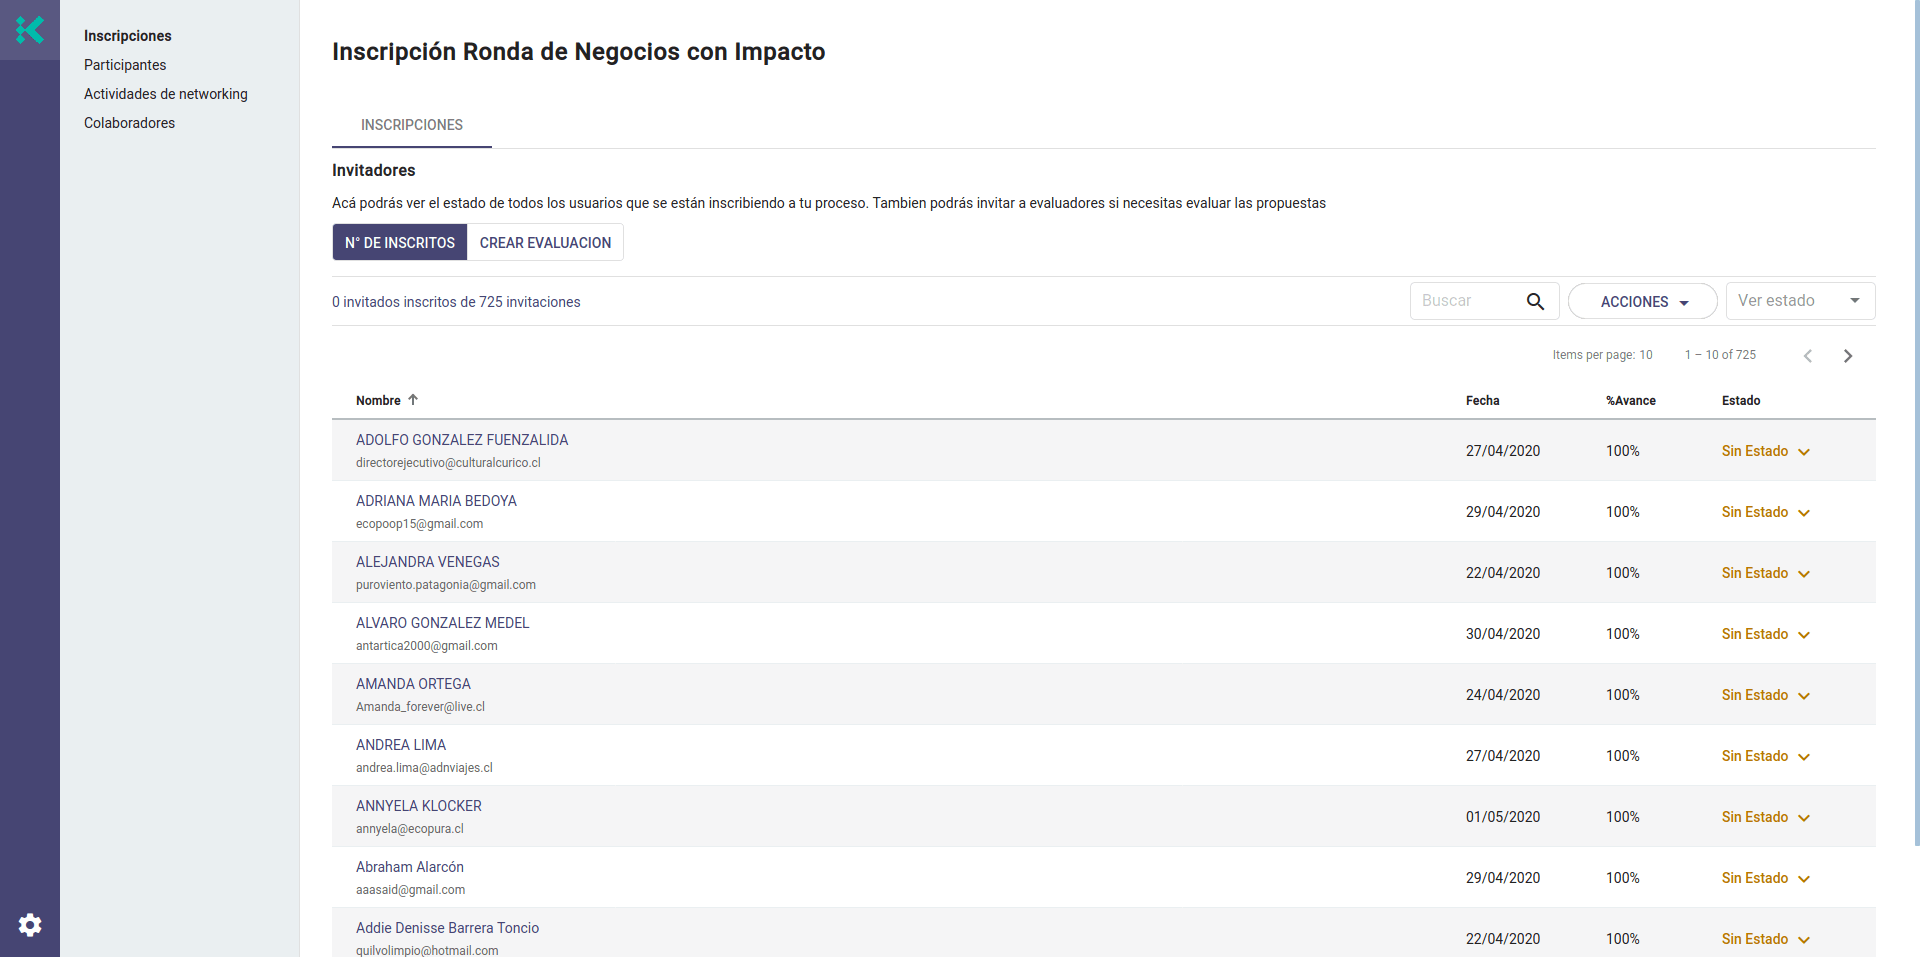 Inscripciones
Participantes
Actividades de networking
Colaboradores
Inscripción Ronda de Negocios con Impacto
INSCRIPCIONES
Invitadores
Acá podrás ver el estado de todos los usuarios que se están inscribiendo a tu proceso. Tambien podrás invitar a evaluadores si necesitas evaluar las propuestas
N° DE INSCRITOS CREAR EVALUACION
0 invitados inscritos de 725 invitaciones Buscar ACCIONES Ver estado
Items per page: 10 1 – 10 of 725
Nombre Fecha %Avance Estado
ADOLFO GONZALEZ FUENZALIDA
directorejecutivo@culturalcurico.cl
27/04/2020 100% Sin Estado
ADRIANA MARIA BEDOYA
ecopoop15@gmail.com
29/04/2020 100% Sin Estado
ALEJANDRA VENEGAS
puroviento.patagonia@gmail.com
22/04/2020 100% Sin Estado
ALVARO GONZALEZ MEDEL
antartica2000@gmail.com
30/04/2020 100% Sin Estado
AMANDA ORTEGA
Amanda_forever@live.cl
24/04/2020 100% Sin Estado
ANDREA LIMA
andrea.lima@adnviajes.cl
27/04/2020 100% Sin Estado
ANNYELA KLOCKER
annyela@ecopura.cl
01/05/2020 100% Sin Estado
Abraham Alarcón
aaasaid@gmail.com
29/04/2020 100% Sin Estado
Addie Denisse Barrera Toncio
quilvolimpio@hotmail.com
22/04/2020 100% Sin Estado